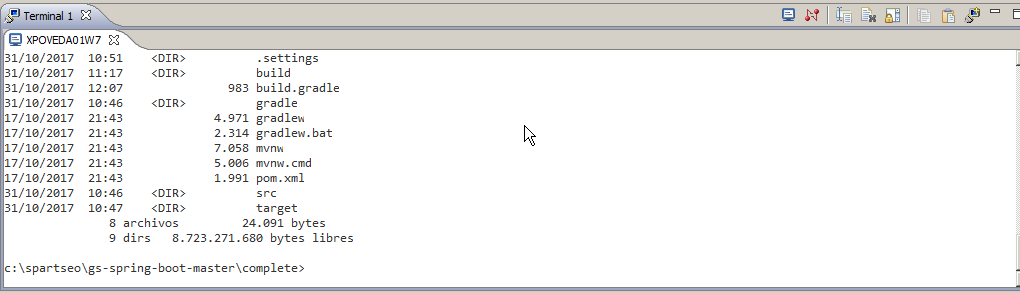 Terminal 1
XPOVEDA01W7
31/10/2017  10:51    <DIR>          .settings
31/10/2017  11:17    <DIR>          build
31/10/2017  12:07               983 build.gradle
31/10/2017  10:46    <DIR>          gradle
17/10/2017  21:43             4.971 gradlew
17/10/2017  21:43             2.314 gradlew.bat
17/10/2017  21:43             7.058 mvnw
17/10/2017  21:43             5.006 mvnw.cmd
17/10/2017  21:43             1.991 pom.xml
31/10/2017  10:46    <DIR>          src
31/10/2017  10:47    <DIR>          target
8 archivos         24.091 bytes
9 dirs   8.723.271.680 bytes libres
c:\spartseo\gs-spring-boot-master\complete>